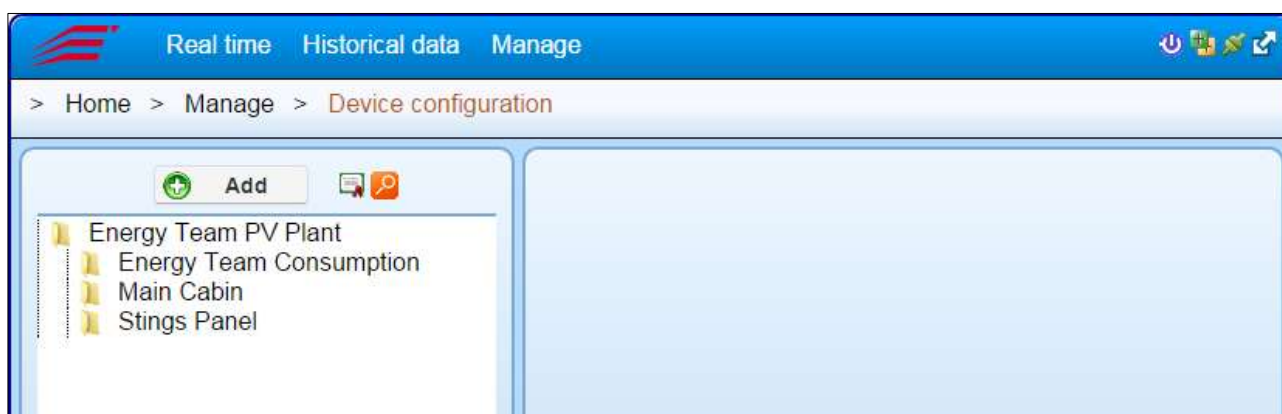 Real time Historical data Manage
> Home > Manage > Device configuration
Add
Energy Team PV Plant
Energy Team Consumption
Main Cabin
Stings Panel